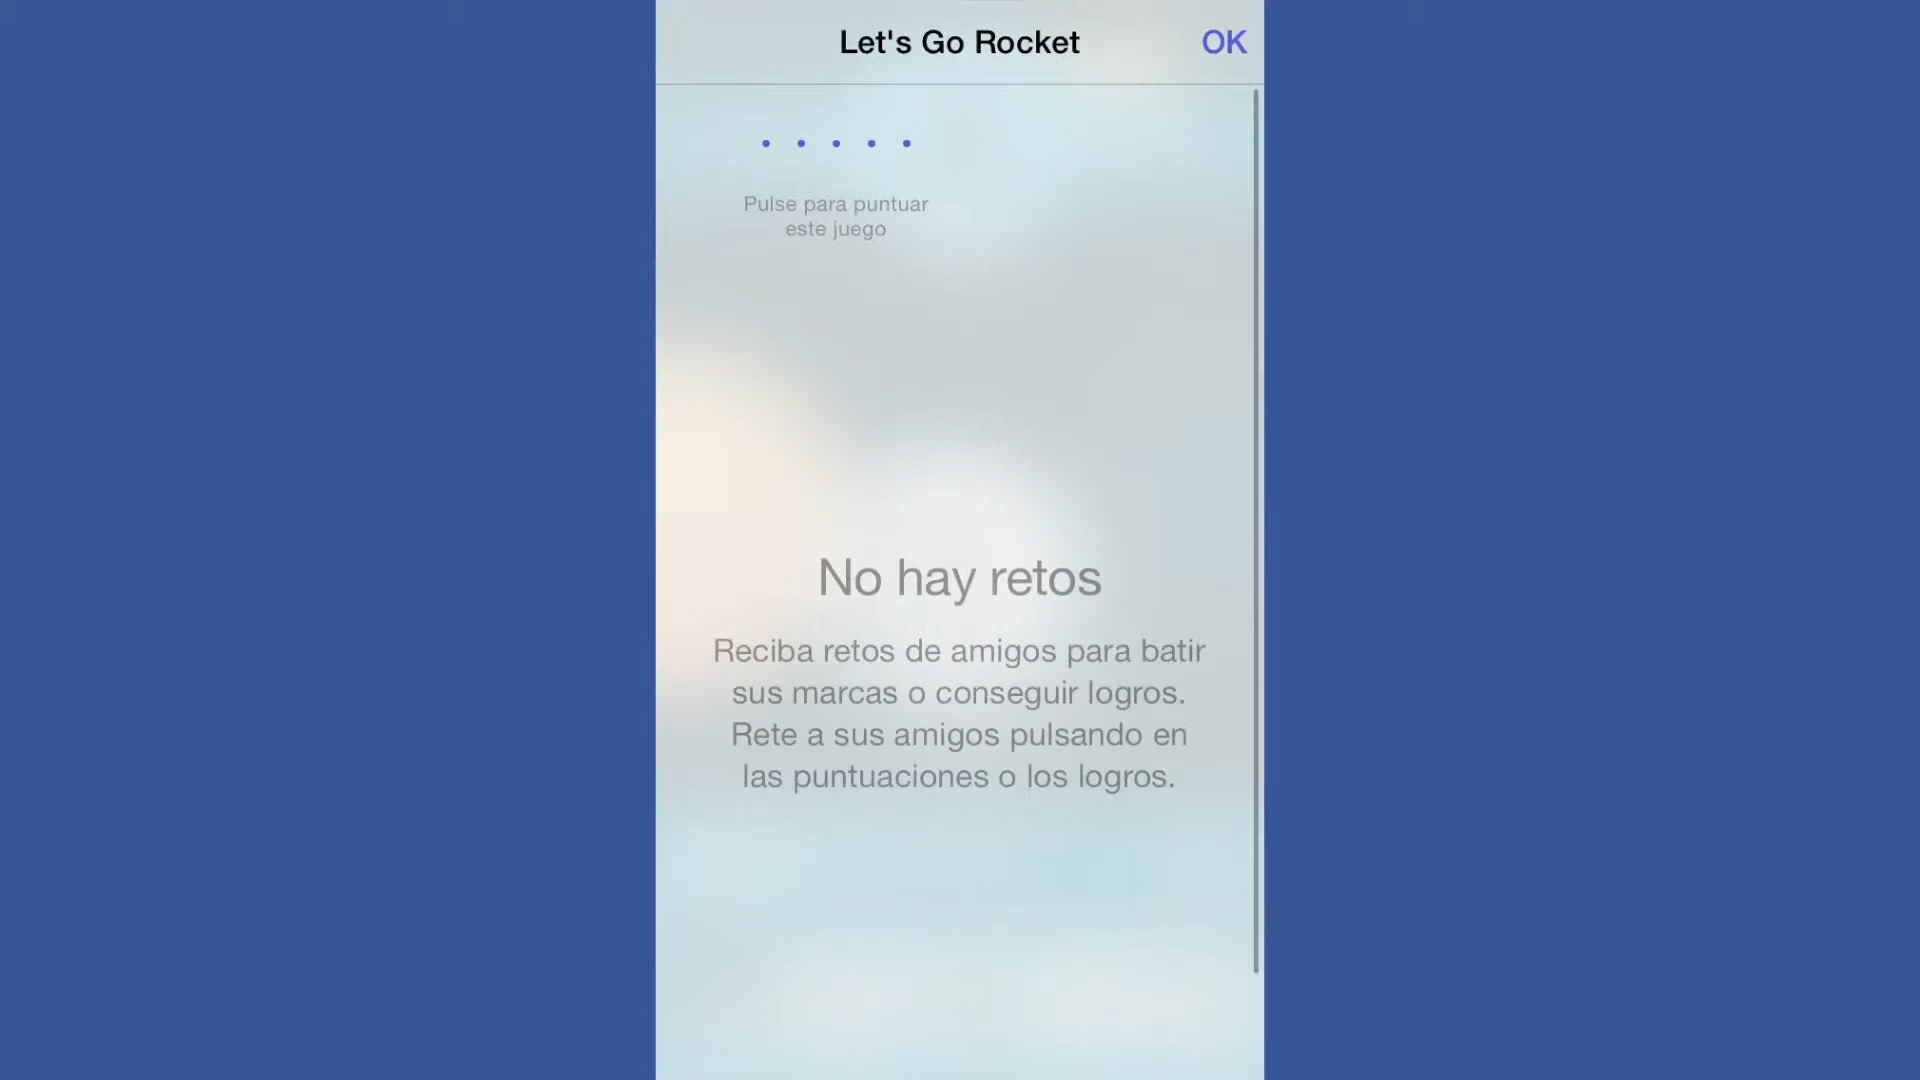 Let's Go Rocket
OK
Pulse para puntuar
este juego
No hay retos
Reciba retos de amigos para batir
sus marcas o conseguir logros.
Rete a sus amigos pulsando en
las puntuaciones o los logros.